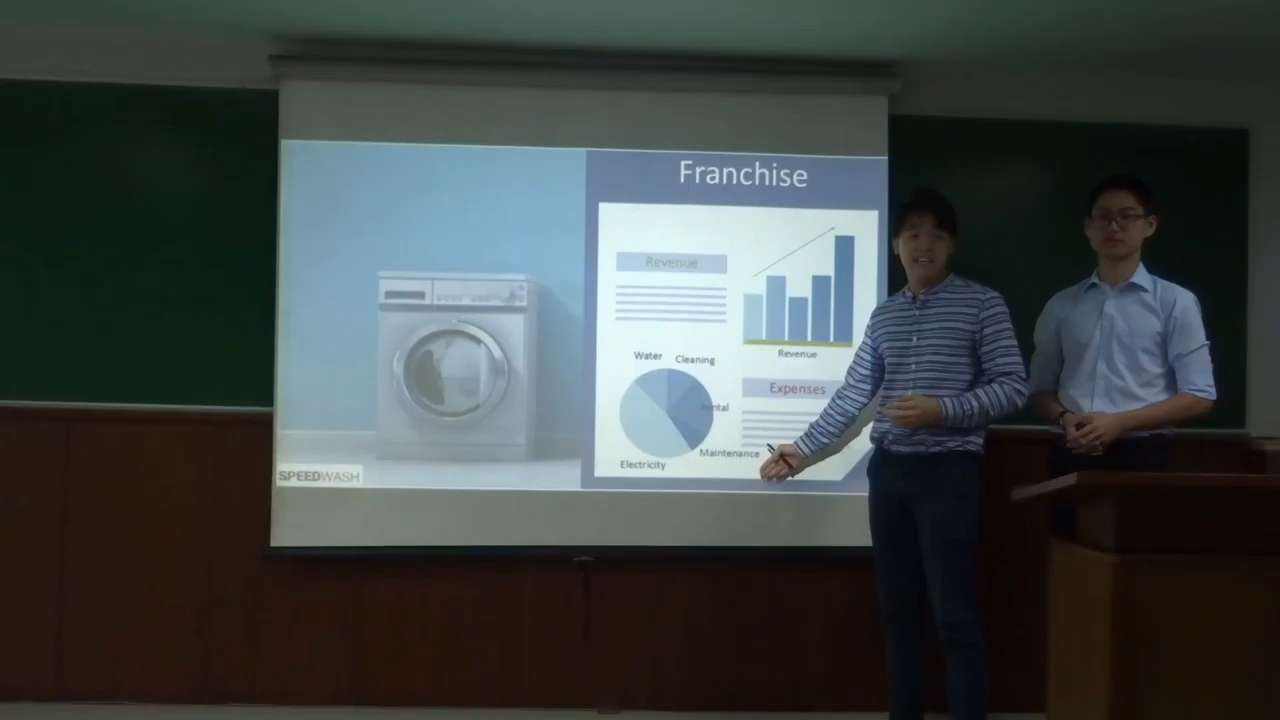 Franchise
Revenue
Revenue
Water
Cleaning
Rental
Maintenance
Electricity
Expenses
SPEEDWASH